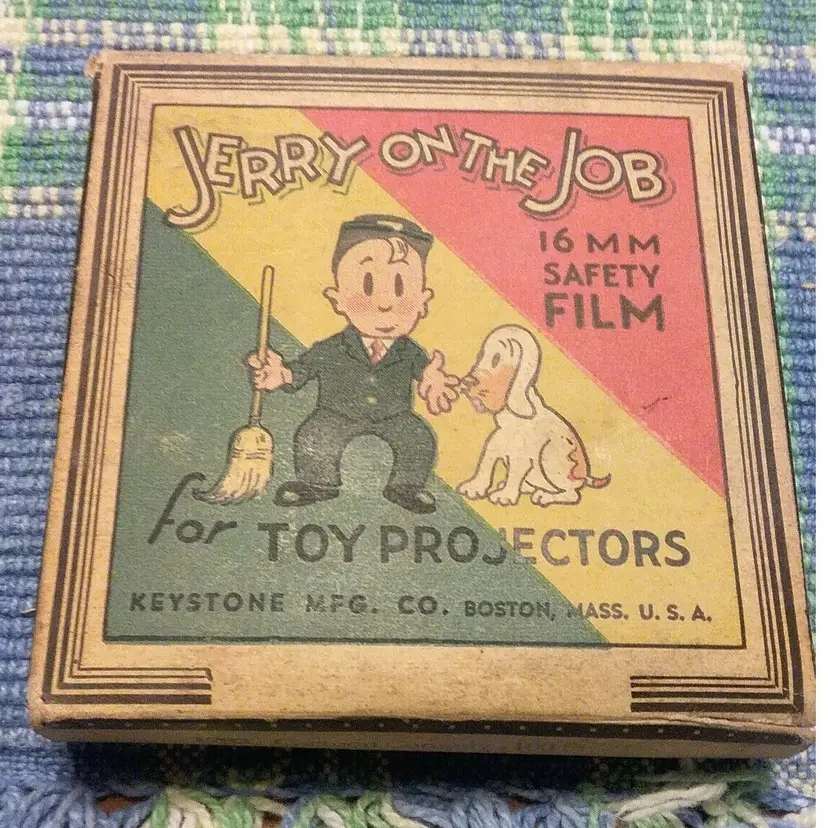 JERRY ON THE JOB
16 MM
SAFETY
FILM
for TOY PROJECTORS
KEYSTONE MFG. CO. BOSTON, MASS. U. S. A.